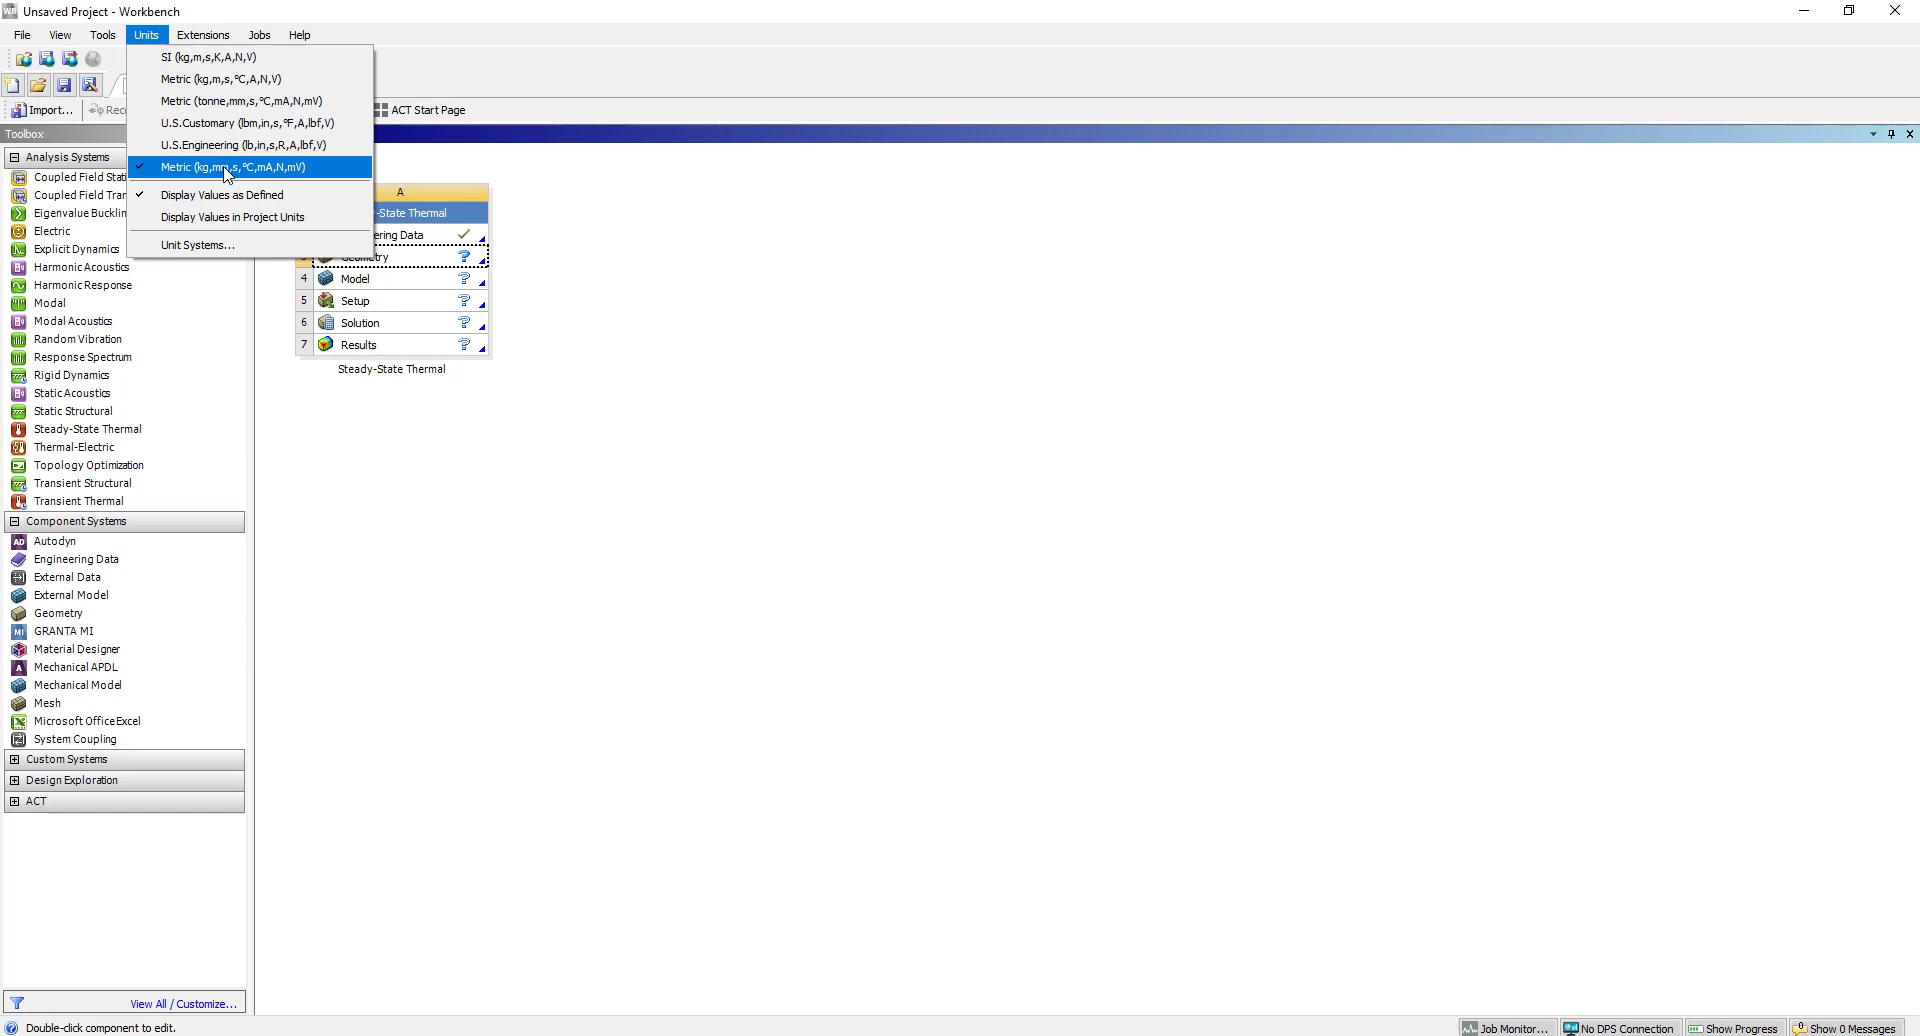 Unsaved Project - Workbench
File View Tools Units Extensions Jobs Help
SI (kg,m,s,K,A,N,V)
Metric (kg,m,s,°C,A,N,V)
Metric (tonne,mm,s,°C,mA,N,mV)
U.S.Customary (lbm,in,s,°F,A,lbf,V)
U.S.Engineering (lb,in,s,R,A,lbf,V)
Metric (kg,mm,s,°C,mA,N,mV)
Display Values as Defined
Display Values in Project Units
Unit Systems...
Import... Reco
ACT Start Page
Toolbox
Analysis Systems
Coupled Field Stati
Coupled Field Tran
Eigenvalue Bucklin
Electric
Explicit Dynamics
Harmonic Acoustics
Harmonic Response
Modal
Modal Acoustics
Random Vibration
Response Spectrum
Rigid Dynamics
Static Acoustics
Static Structural
Steady-State Thermal
Thermal-Electric
Topology Optimization
Transient Structural
Transient Thermal
Component Systems
Autodyn
Engineering Data
External Data
External Model
Geometry
GRANTA MI
Material Designer
Mechanical APDL
Mechanical Model
Mesh
Microsoft Office Excel
System Coupling
Custom Systems
Design Exploration
ACT
View All / Customize...
A
-State Thermal
ering Data
3 Geometry
4 Model
5 Setup
6 Solution
7 Results
Steady-State Thermal
Double-click component to edit.
Job Monitor... No DPS Connection Show Progress Show 0 Messages